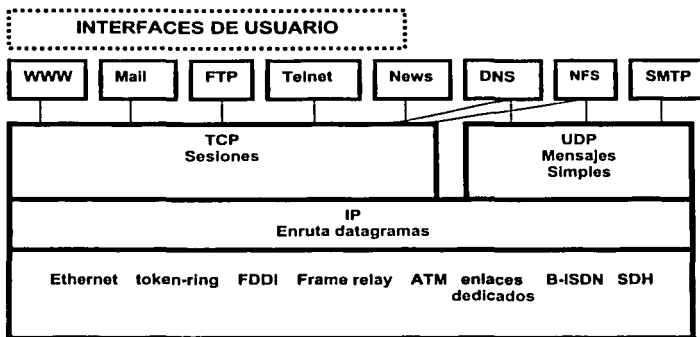 INTERFACES DE USUARIO
WWW Mail FTP Telnet News DNS NFS SMTP
TCP
Sesiones
UDP
Mensajes
Simples
IP
Enruta datagramas
Ethernet token-ring FDDI Frame relay ATM enlaces dedicados B-ISDN SDH